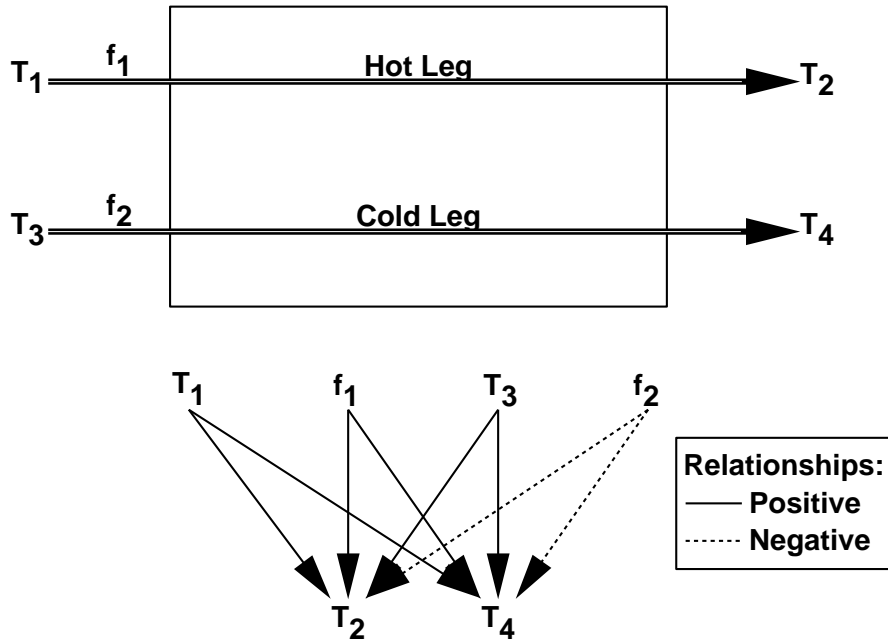 T1 f1 Hot Leg T2
T3 f2 Cold Leg T4
T1 f1 T3 f2
Relationships:
Positive
Negative
T2 T4